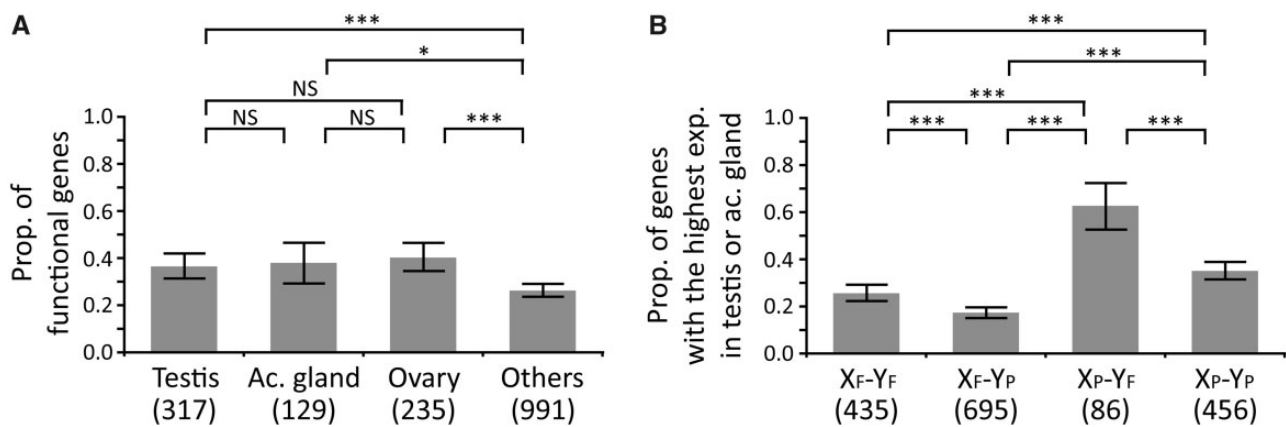 A
***
*
NS
NS
NS
***
Prop. of
functional genes
1.0
0.8
0.6
0.4
0.2
0.0
Testis
Ac. gland
Ovary
Others
(317)
(129)
(235)
(991)
B
***
***
***
***
***
***
Prop. of genes
with the highest exp.
in testis or ac. gland
1.0
0.8
0.6
0.4
0.2
0.0
XF-YF
XF-YP
XP-YF
XP-YP
(435)
(695)
(86)
(456)